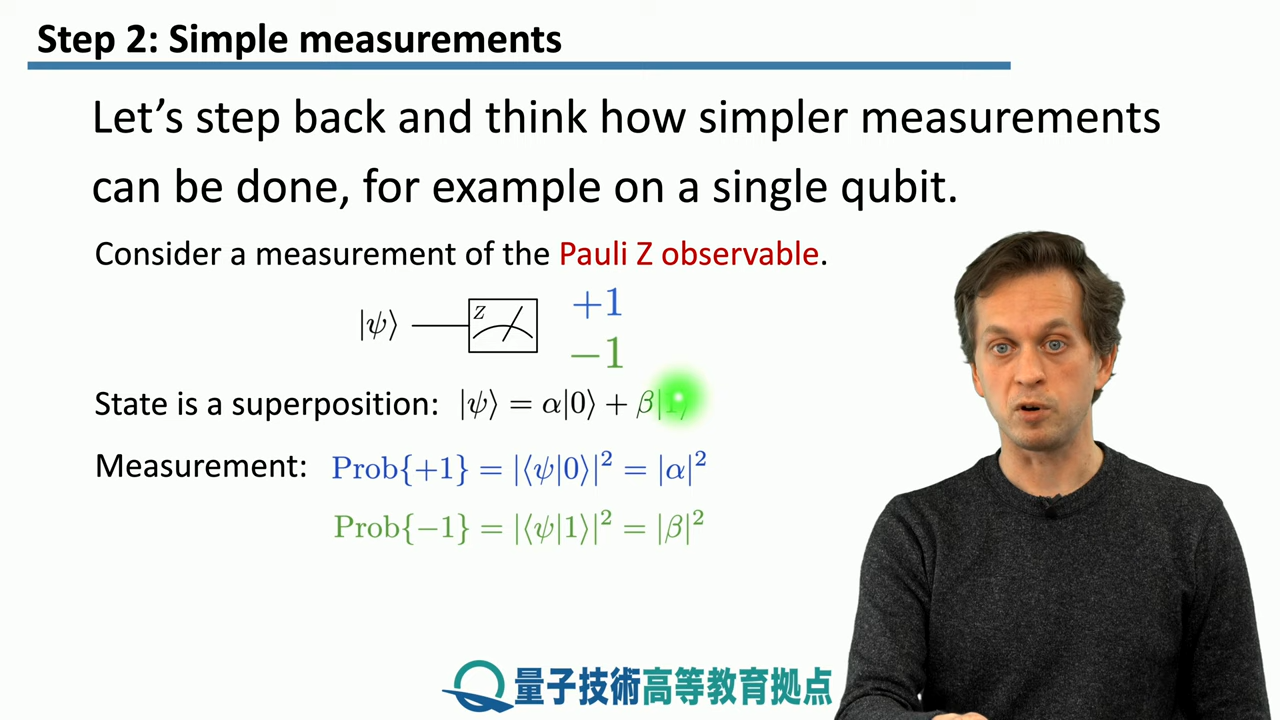 Step 2: Simple measurements
Let's step back and think how simpler measurements
can be done, for example on a single qubit.
Consider a measurement of the Pauli Z observable.
|ψ⟩ Z +1
−1
State is a superposition: |ψ⟩ = α|0⟩ + β|1⟩
Measurement: Prob{+1} = |⟨ψ|0⟩|² = |α|²
Prob{−1} = |⟨ψ|1⟩|² = |β|²
量子技術高等教育拠点